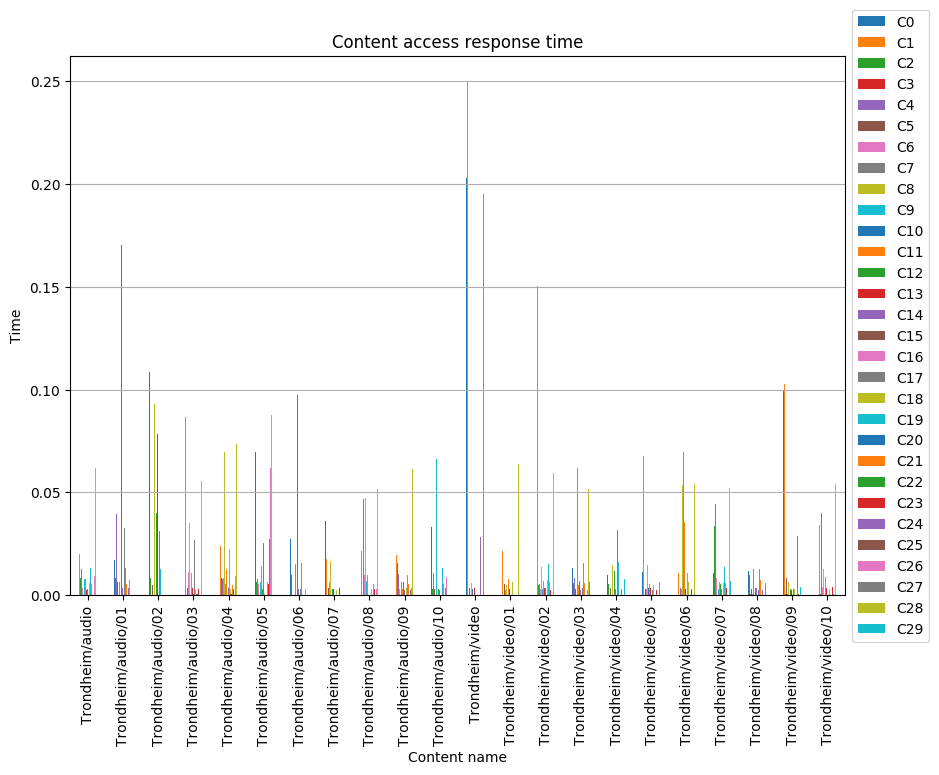 Content access response time
Time
0.25
0.20
0.15
0.10
0.05
0.00
Trondheim/audio
Trondheim/audio/01
Trondheim/audio/02
Trondheim/audio/03
Trondheim/audio/04
Trondheim/audio/05
Trondheim/audio/06
Trondheim/audio/07
Trondheim/audio/08
Trondheim/audio/09
Trondheim/audio/10
Trondheim/video
Trondheim/video/01
Trondheim/video/02
Trondheim/video/03
Trondheim/video/04
Trondheim/video/05
Trondheim/video/06
Trondheim/video/07
Trondheim/video/08
Trondheim/video/09
Trondheim/video/10
Content name
C0
C1
C2
C3
C4
C5
C6
C7
C8
C9
C10
C11
C12
C13
C14
C15
C16
C17
C18
C19
C20
C21
C22
C23
C24
C25
C26
C27
C28
C29